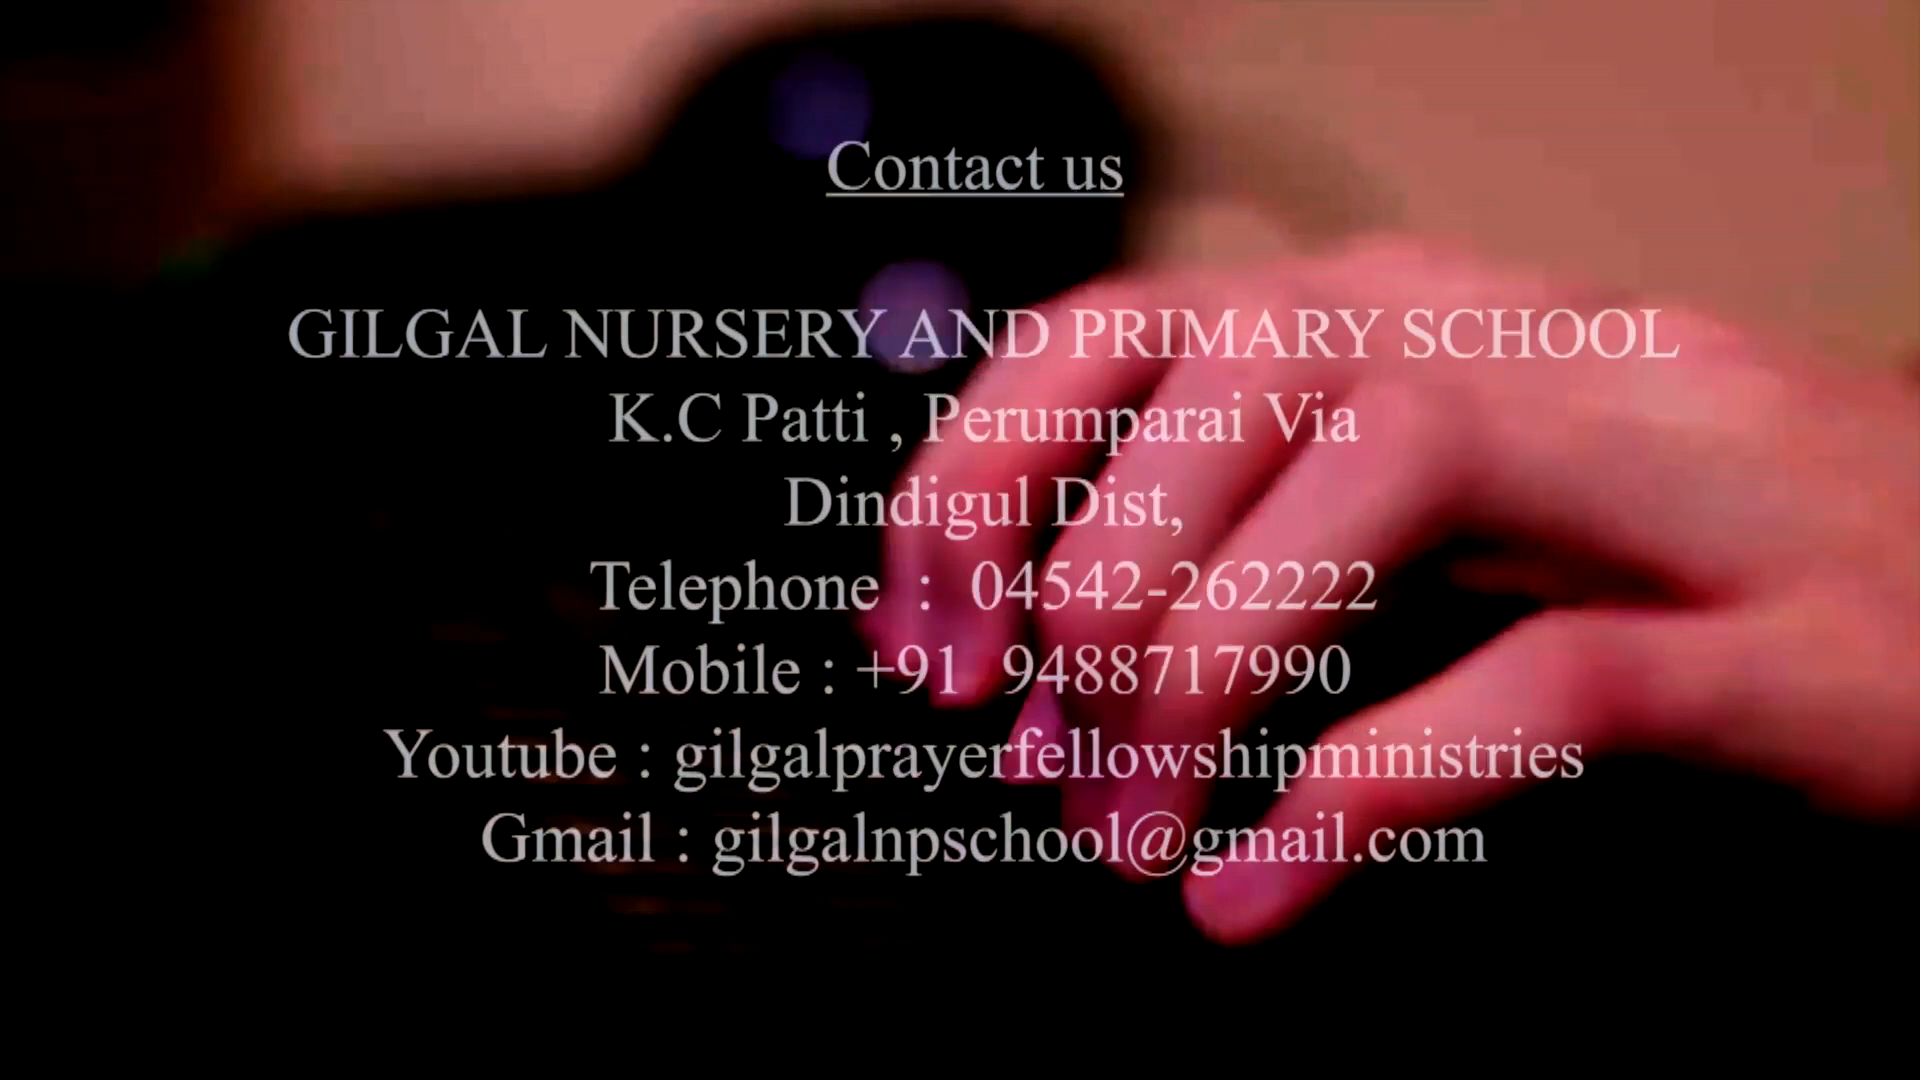 Contact us
GILGAL NURSERY AND PRIMARY SCHOOL
K.C Patti , Perumparai Via
Dindigul Dist,
Telephone  :  04542-262222
Mobile : +91  9488717990
Youtube : gilgalprayerfellowshipministries
Gmail : gilgalnpschool@gmail.com